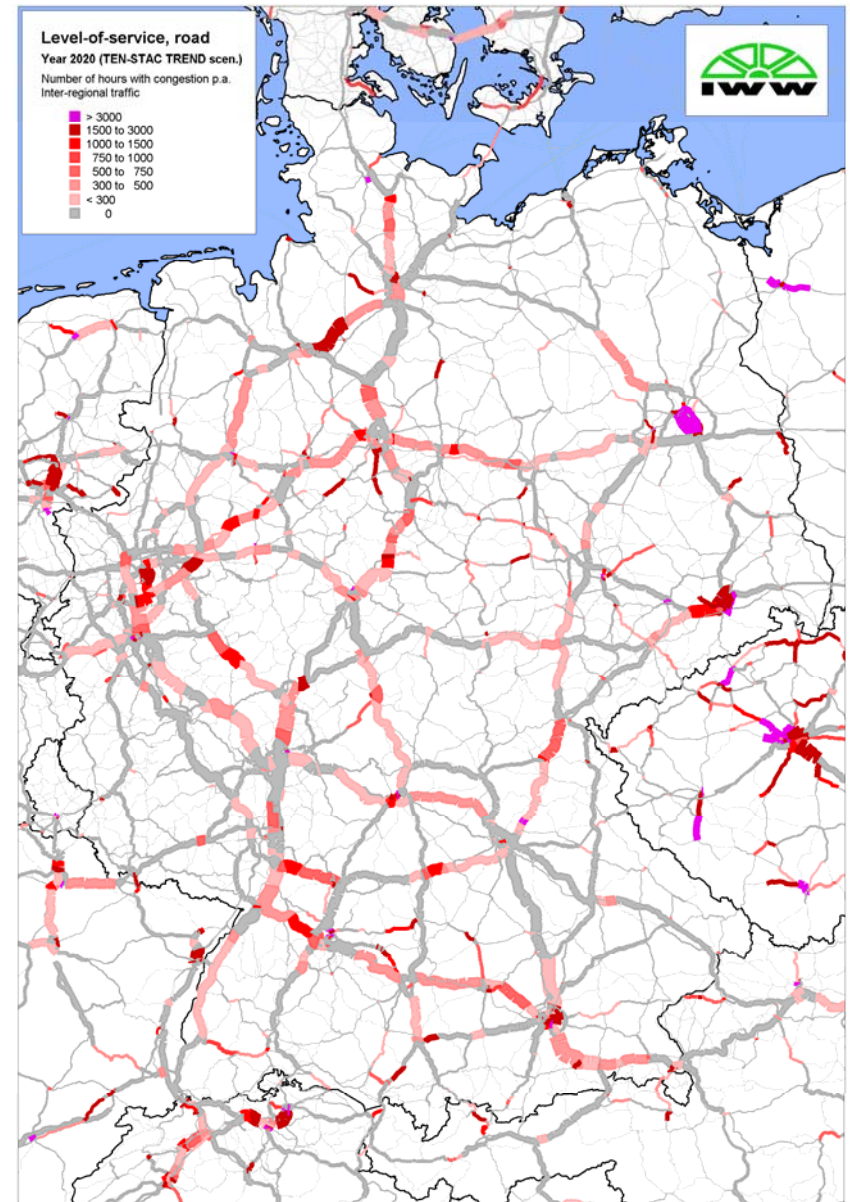 Level-of-service, road
Year 2020 (TEN-STAC TREND scen.)
Number of hours with congestion p.a.
Inter-regional traffic
> 3000
1500 to 3000
1000 to 1500
750 to 1000
500 to 750
300 to 500
< 300
0
IWW